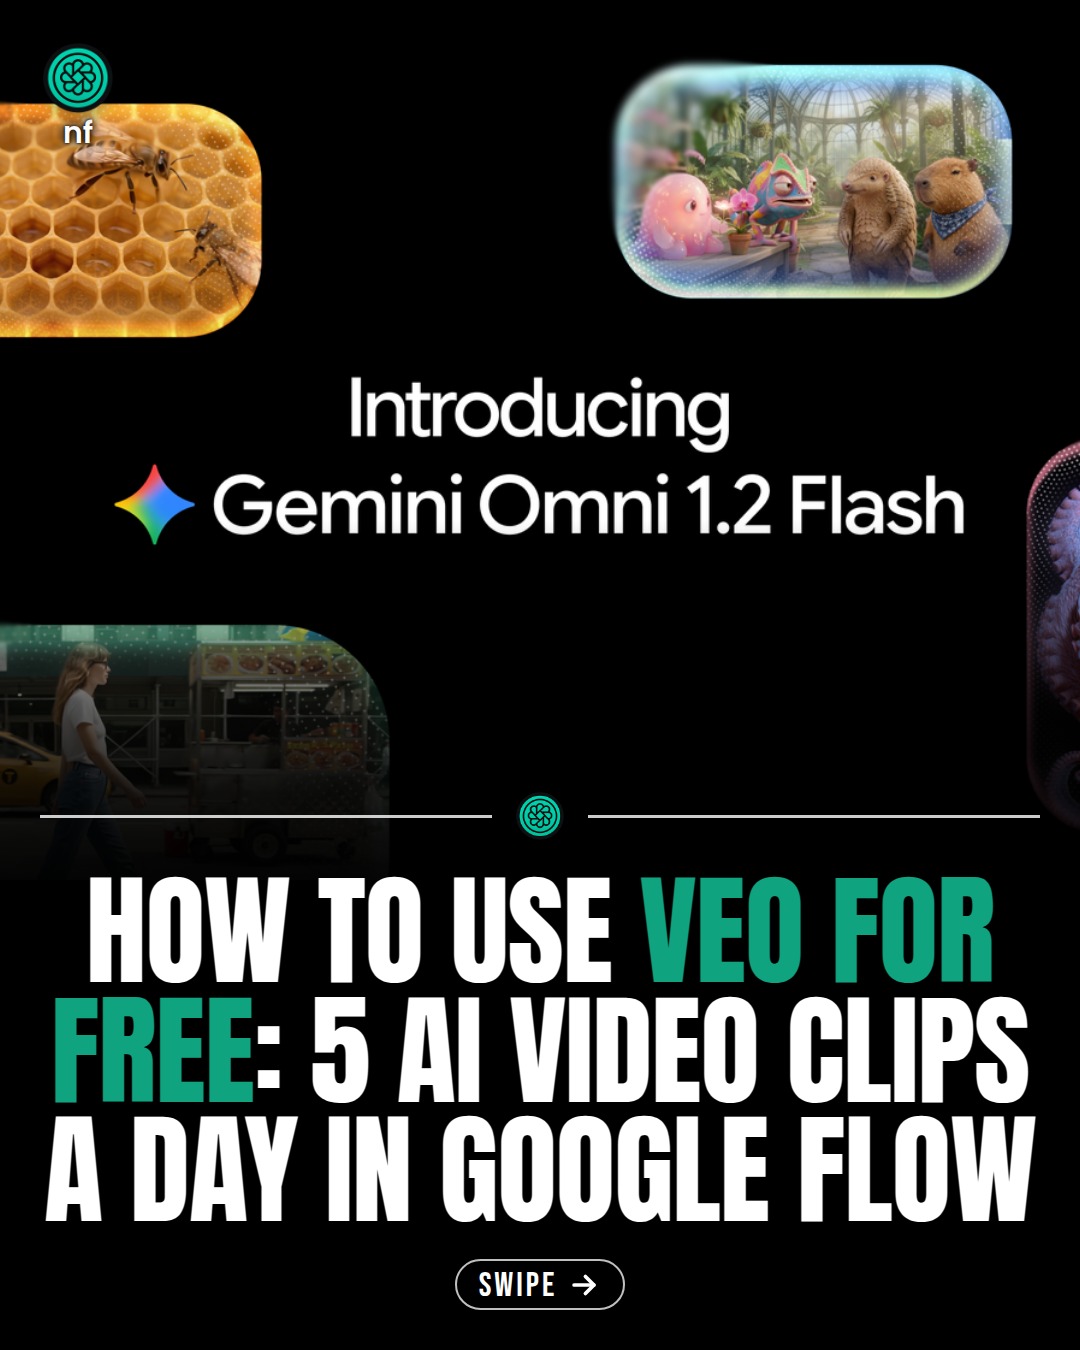 nf
Introducing
Gemini Omni 1.2 Flash
HOW TO USE VEO FOR
FREE: 5 AI VIDEO CLIPS
A DAY IN GOOGLE FLOW
SWIPE →